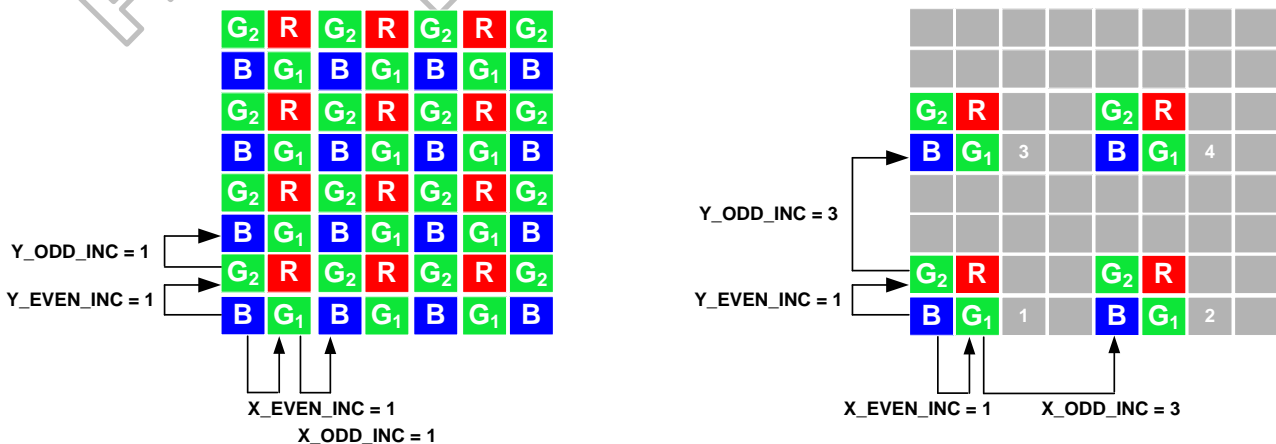 G2 R G2 R G2 R G2
B G1 B G1 B G1 B
G2 R G2 R G2 R G2
B G1 B G1 B G1 B
G2 R G2 R G2 R G2
B G1 B G1 B G1 B
G2 R G2 R G2 R G2
B G1 B G1 B G1 B
Y_ODD_INC = 1
Y_EVEN_INC = 1
X_EVEN_INC = 1
X_ODD_INC = 1
G2 R G2 R
B G1 3 B G1 4
G2 R G2 R
B G1 1 B G1 2
Y_ODD_INC = 3
Y_EVEN_INC = 1
X_EVEN_INC = 1
X_ODD_INC = 3